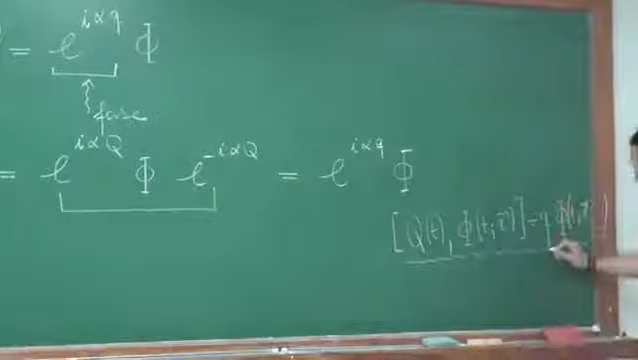 = e^{iαq} Φ
fase
= e^{iαQ} Φ e^{-iαQ} = e^{iαq} Φ
[Q(t), Φ(t, x⃗)] = q Φ(t, x⃗)